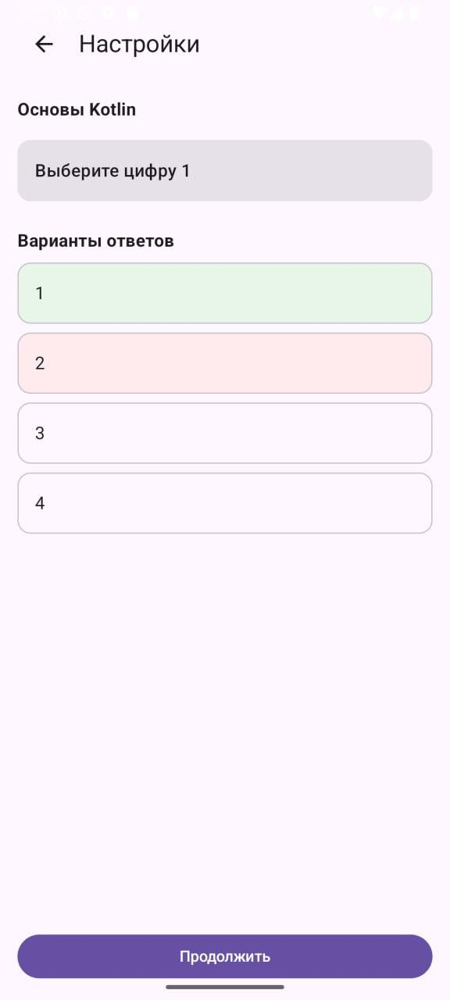 Настройки
Основы Kotlin
Выберите цифру 1
Варианты ответов
1
2
3
4
Продолжить